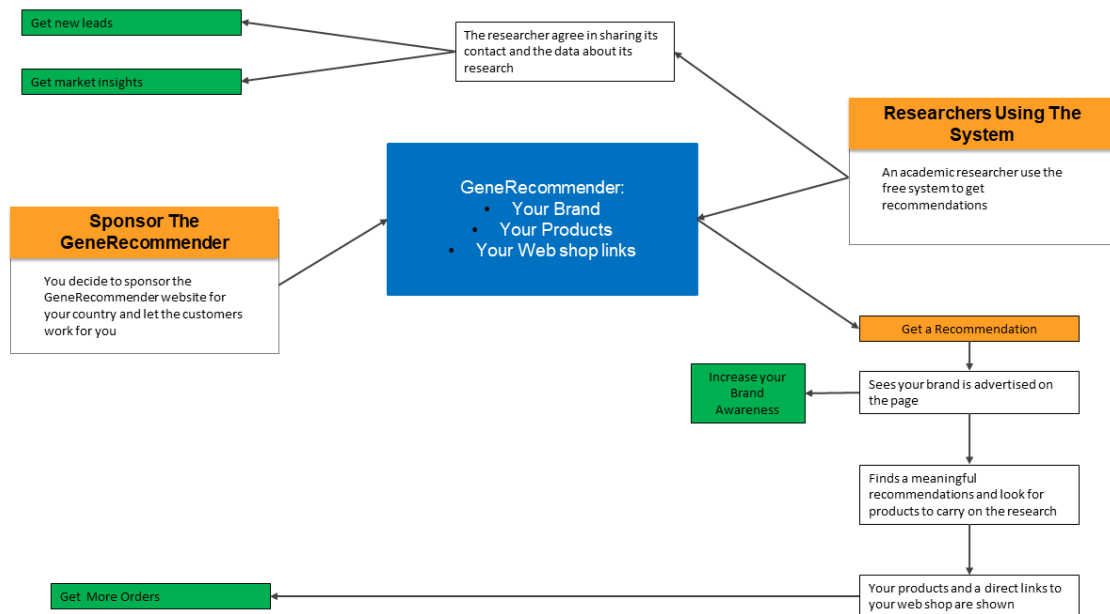 Get new leads
Get market insights
The researcher agree in sharing its
contact and the data about its
research
Researchers Using The
System
An academic researcher use the
free system to get
recommendations
GeneRecommender:
• Your Brand
• Your Products
• Your Web shop links
Sponsor The
GeneRecommender
You decide to sponsor the
GeneRecommender website for
your country and let the customers
work for you
Get a Recommendation
Increase your
Brand
Awareness
Sees your brand is advertised on
the page
Finds a meaningful
recommendations and look for
products to carry on the research
Get More Orders
Your products and a direct links to
your web shop are shown